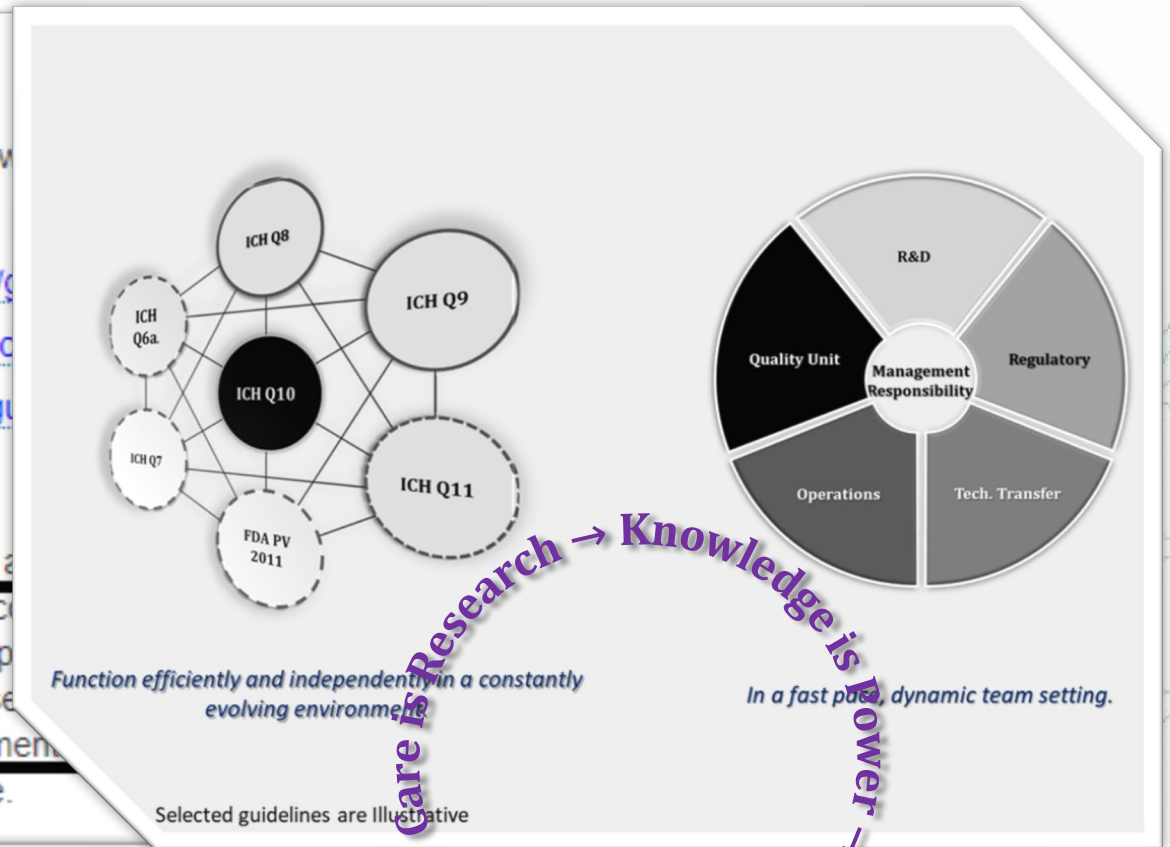 ICH Q8
ICH Q9
ICH
Q6a.
ICH Q10
ICH Q7
ICH Q11
FDA PV
2011
R&D
Quality Unit
Regulatory
Management
Responsibility
Operations
Tech. Transfer
Care is Research → Knowledge is Power
Function efficiently and independently in a constantly
evolving environment.
In a fast pace, dynamic team setting.
Selected guidelines are Illustrative